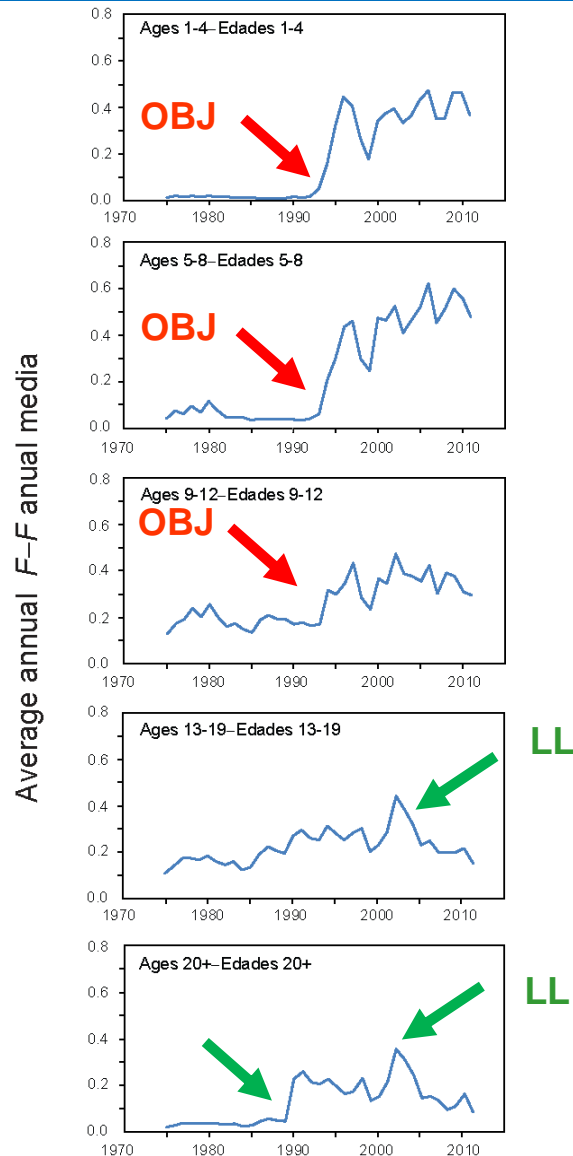 Average annual F–F anual media
Ages 1-4–Edades 1-4
OBJ
0.8
0.6
0.4
0.2
0.0
1970 1980 1990 2000 2010
Ages 5-8–Edades 5-8
OBJ
0.8
0.6
0.4
0.2
0.0
1970 1980 1990 2000 2010
Ages 9-12–Edades 9-12
OBJ
0.8
0.6
0.4
0.2
0.0
1970 1980 1990 2000 2010
Ages 13-19–Edades 13-19
LL
0.8
0.6
0.4
0.2
0.0
1970 1980 1990 2000 2010
Ages 20+–Edades 20+
LL
0.8
0.6
0.4
0.2
0.0
1970 1980 1990 2000 2010